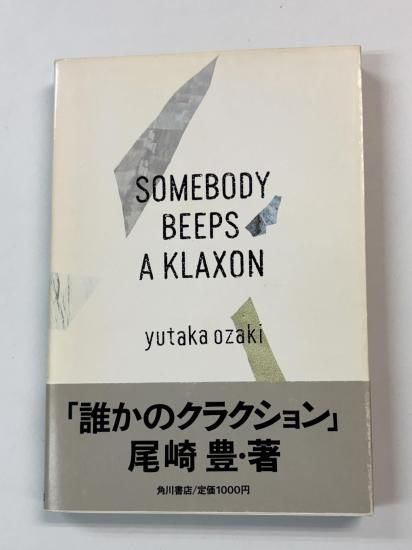 SOMEBODY
BEEPS
A KLAXON
yutaka ozaki
「誰かのクラクション」
尾崎 豊・著
角川書店/定価1000円